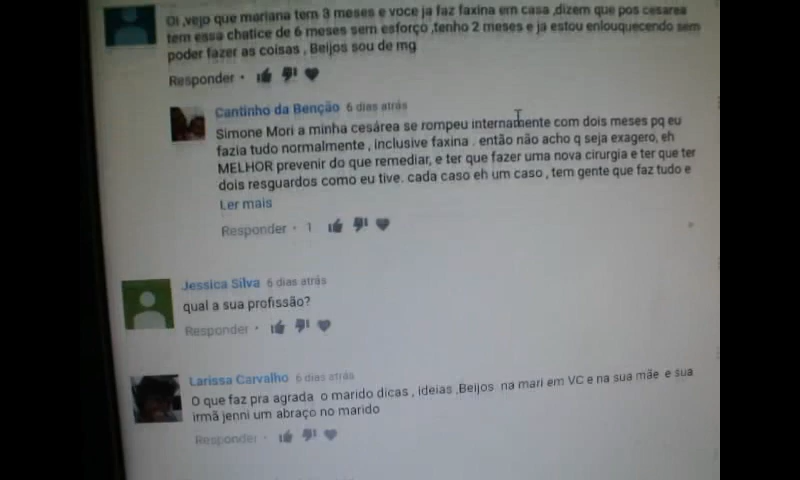 Oi ,vejo que mariana tem 3 meses e voce ja faz faxina em casa ,dizem que pos cesarea
tem essa chatice de 6 meses sem esforço ,tenho 2 meses e ja estou enlouquecendo sem
poder fazer as coisas , Beijos sou de mg
Responder •
Cantinho da Benção 6 dias atrás
Simone Mori a minha cesárea se rompeu internamente com dois meses pq eu
fazia tudo normalmente , inclusive faxina . então não acho q seja exagero, eh
MELHOR prevenir do que remediar, e ter que fazer uma nova cirurgia e ter que ter
dois resguardos como eu tive. cada caso eh um caso , tem gente que faz tudo e
Ler mais
Responder • 1
Jessica Silva 6 dias atrás
qual a sua profissão?
Responder •
Larissa Carvalho 6 dias atrás
O que faz pra agrada o marido dicas , ideias ,Beijos na mari em VC e na sua mãe e sua
irmã jenni um abraço no marido
Responder •